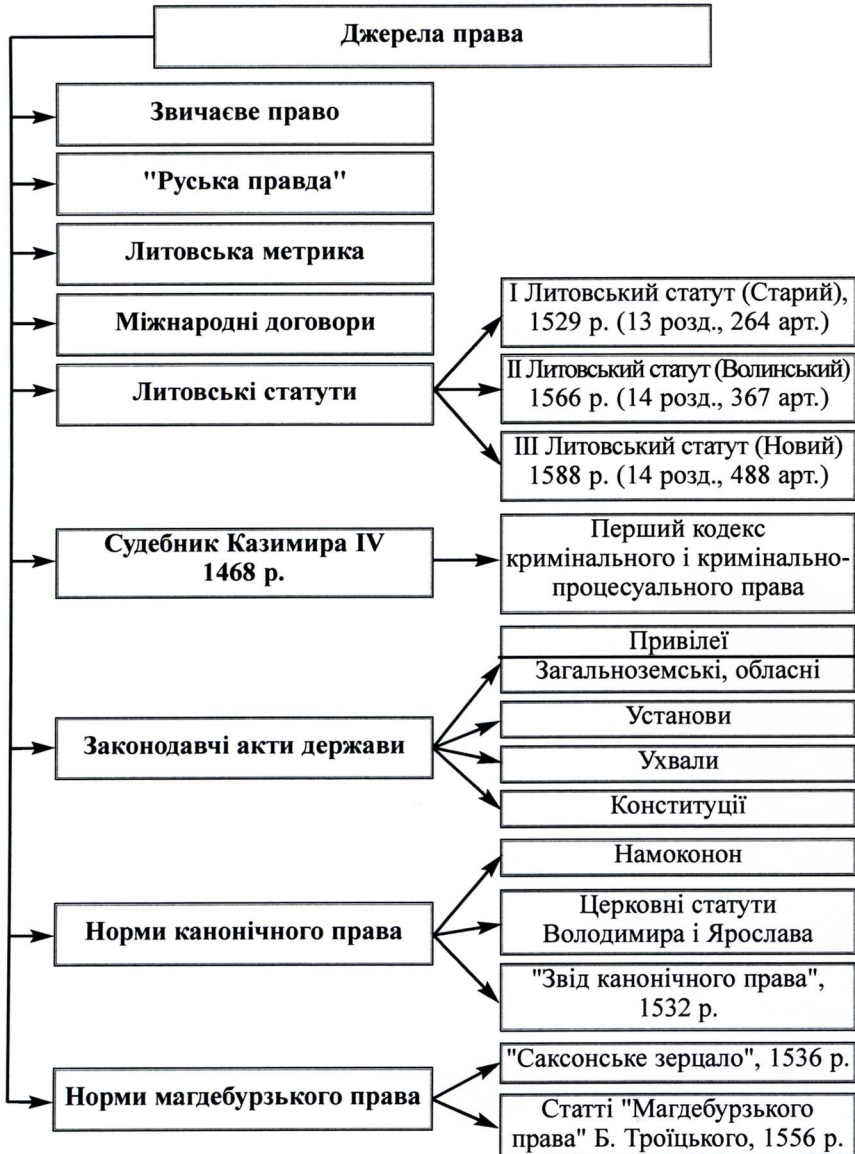 Джерела права
Звичаєве право
"Руська правда"
Литовська метрика
Міжнародні договори
Литовські статути
I Литовський статут (Старий),
1529 р. (13 розд., 264 арт.)
II Литовський статут (Волинський)
1566 р. (14 розд., 367 арт.)
III Литовський статут (Новий)
1588 р. (14 розд., 488 арт.)
Судебник Казимира IV
1468 р.
Перший кодекс
кримінального і кримінально-
процесуального права
Законодавчі акти держави
Привілеї
Загальноземські, обласні
Установи
Ухвали
Конституції
Норми канонічного права
Намоконон
Церковні статути
Володимира і Ярослава
"Звід канонічного права",
1532 р.
Норми магдебурзького права
"Саксонське зерцало", 1536 р.
Статті "Магдебурзького
права" Б. Троїцького, 1556 р.